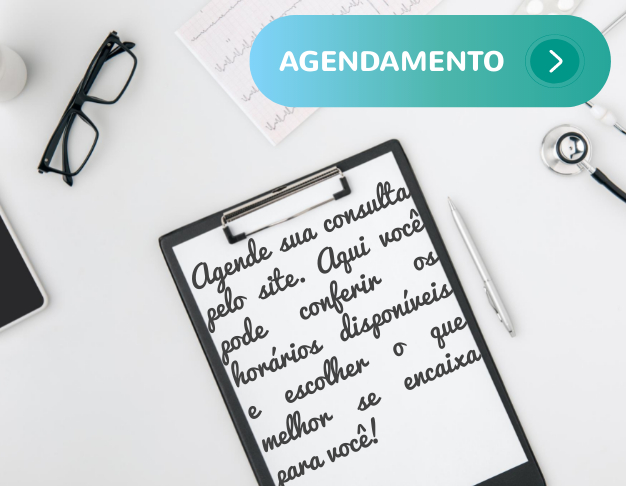 AGENDAMENTO
Agende sua consulta
pelo site. Aqui você
pode conferir os
horários disponíveis
e escolher o que
melhor se encaixa
para você!